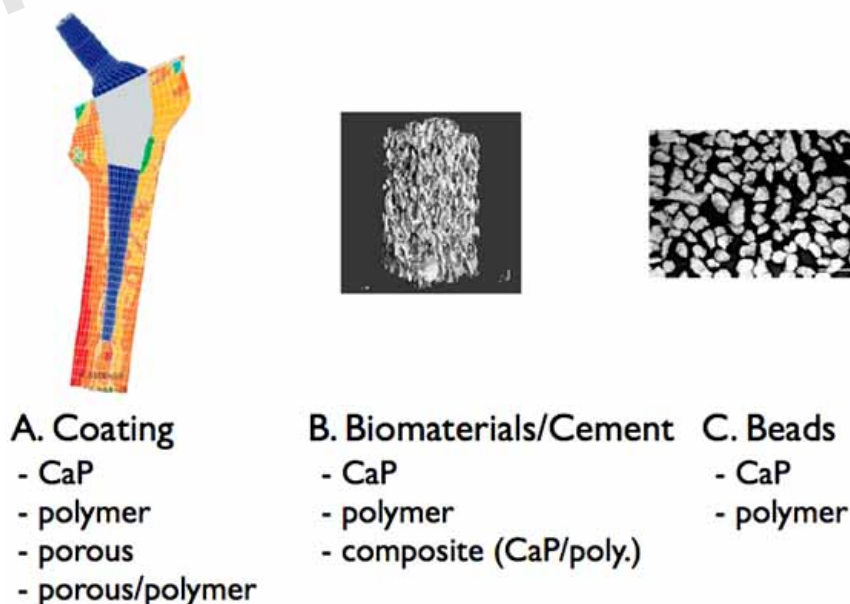 A. Coating
- CaP
- polymer
- porous
- porous/polymer
B. Biomaterials/Cement
- CaP
- polymer
- composite (CaP/poly.)
C. Beads
- CaP
- polymer